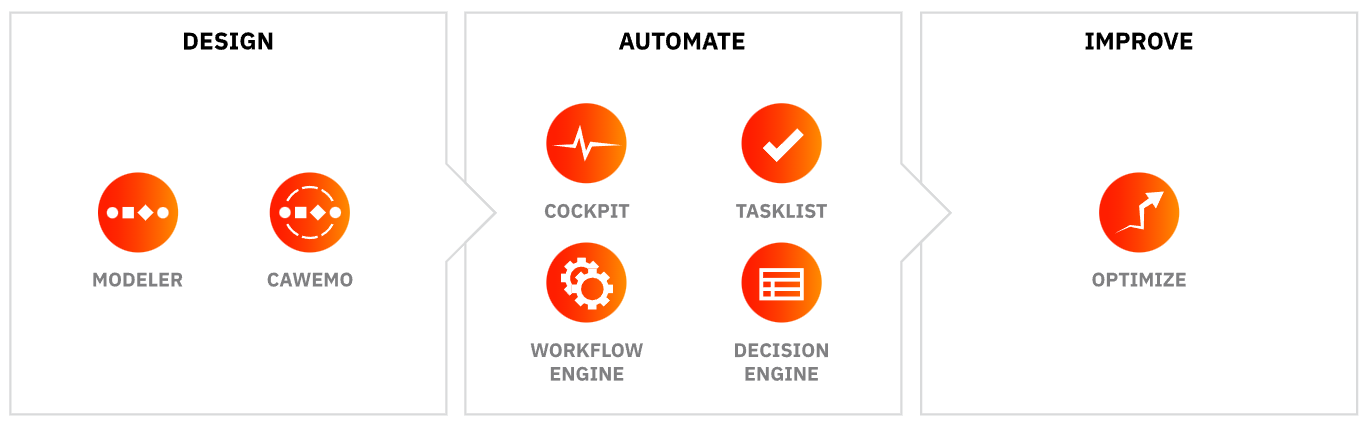 DESIGN
MODELER
CAWEMO
AUTOMATE
COCKPIT
TASKLIST
WORKFLOW
ENGINE
DECISION
ENGINE
IMPROVE
OPTIMIZE